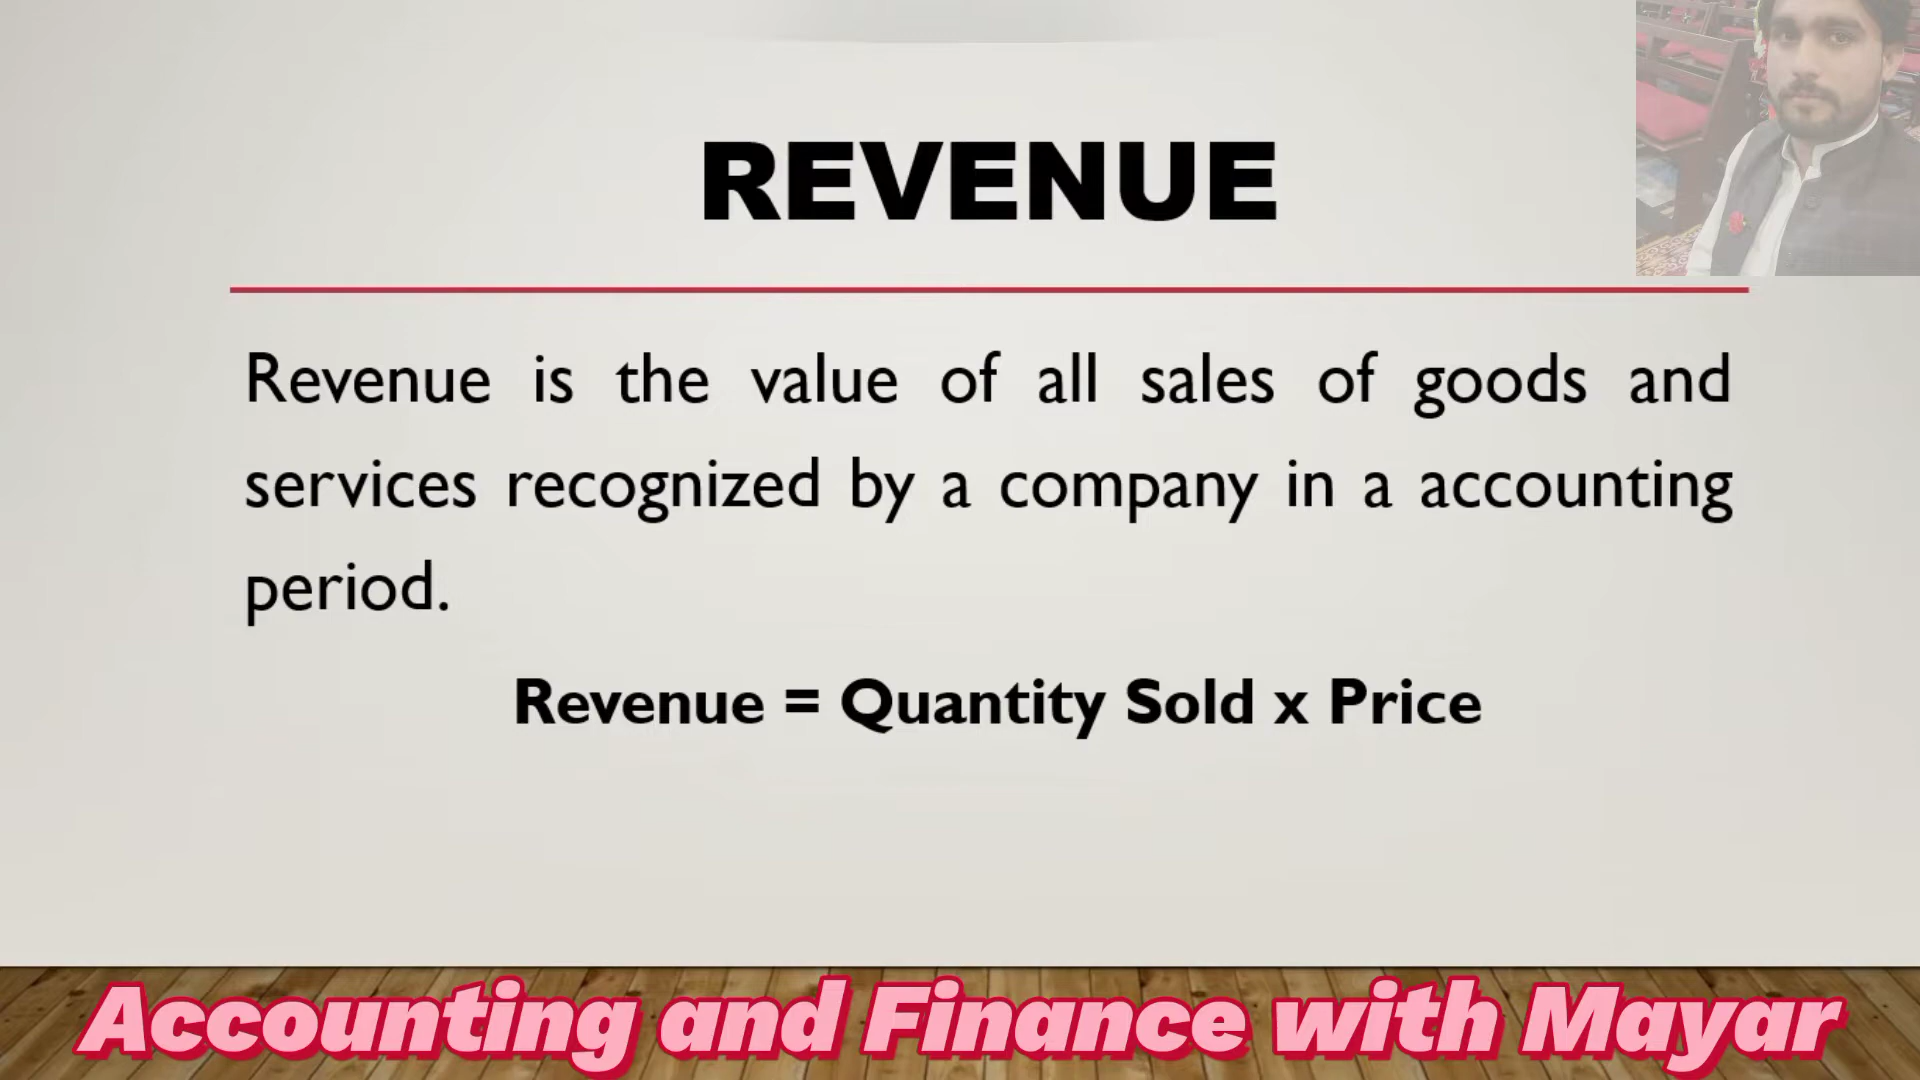 REVENUE
Revenue is the value of all sales of goods and
services recognized by a company in a accounting
period.
Revenue = Quantity Sold x Price
Accounting and Finance with Mayar